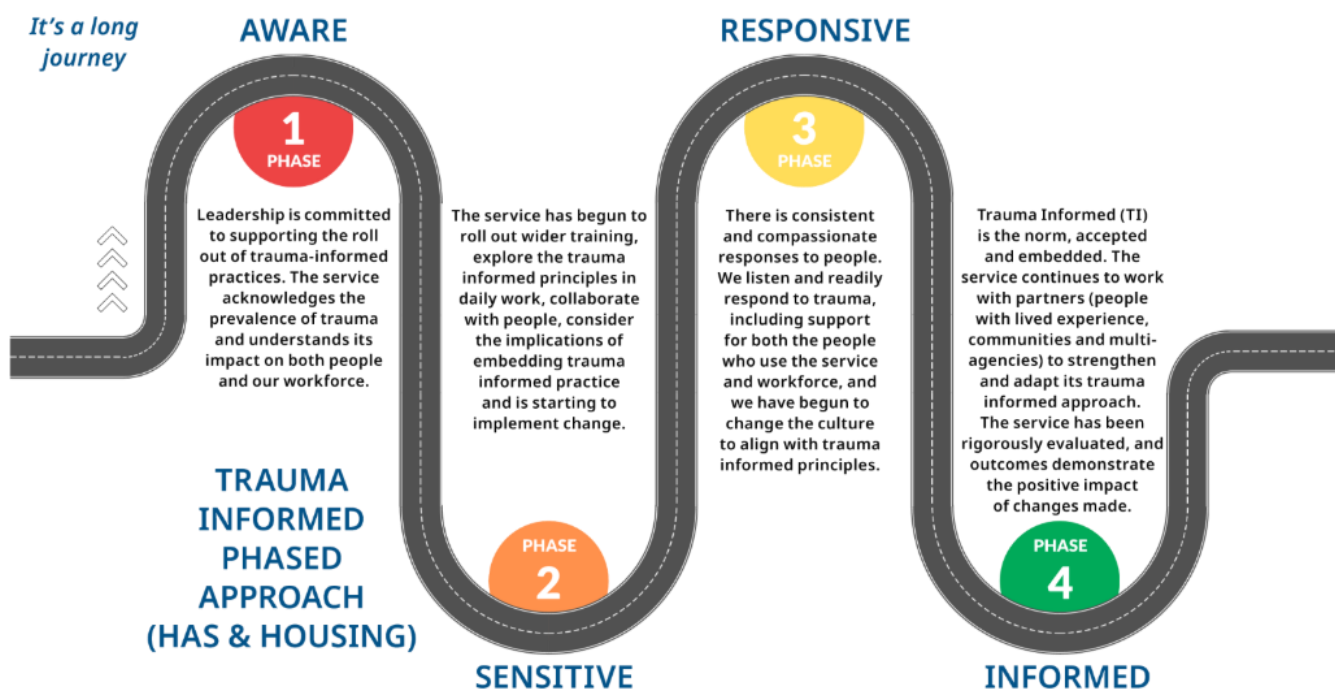 It's a long
journey
AWARE
1
PHASE
Leadership is committed
to supporting the roll
out of trauma-informed
practices. The service
acknowledges the
prevalence of trauma
and understands its
impact on both people
and our workforce.
TRAUMA
INFORMED
PHASED
APPROACH
(HAS & HOUSING)
The service has begun to
roll out wider training,
explore the trauma
informed principles in
daily work, collaborate
with people, consider
the implications of
embedding trauma
informed practice
and is starting to
implement change.
PHASE
2
SENSITIVE
RESPONSIVE
3
PHASE
There is consistent
and compassionate
responses to people.
We listen and readily
respond to trauma,
including support
for both the people
who use the service
and workforce, and
we have begun to
change the culture
to align with trauma
informed principles.
Trauma Informed (TI)
is the norm, accepted
and embedded. The
service continues to work
with partners (people
with lived experience,
communities and multi-
agencies) to strengthen
and adapt its trauma
informed approach.
The service has been
rigorously evaluated, and
outcomes demonstrate
the positive impact
of changes made.
PHASE
4
INFORMED